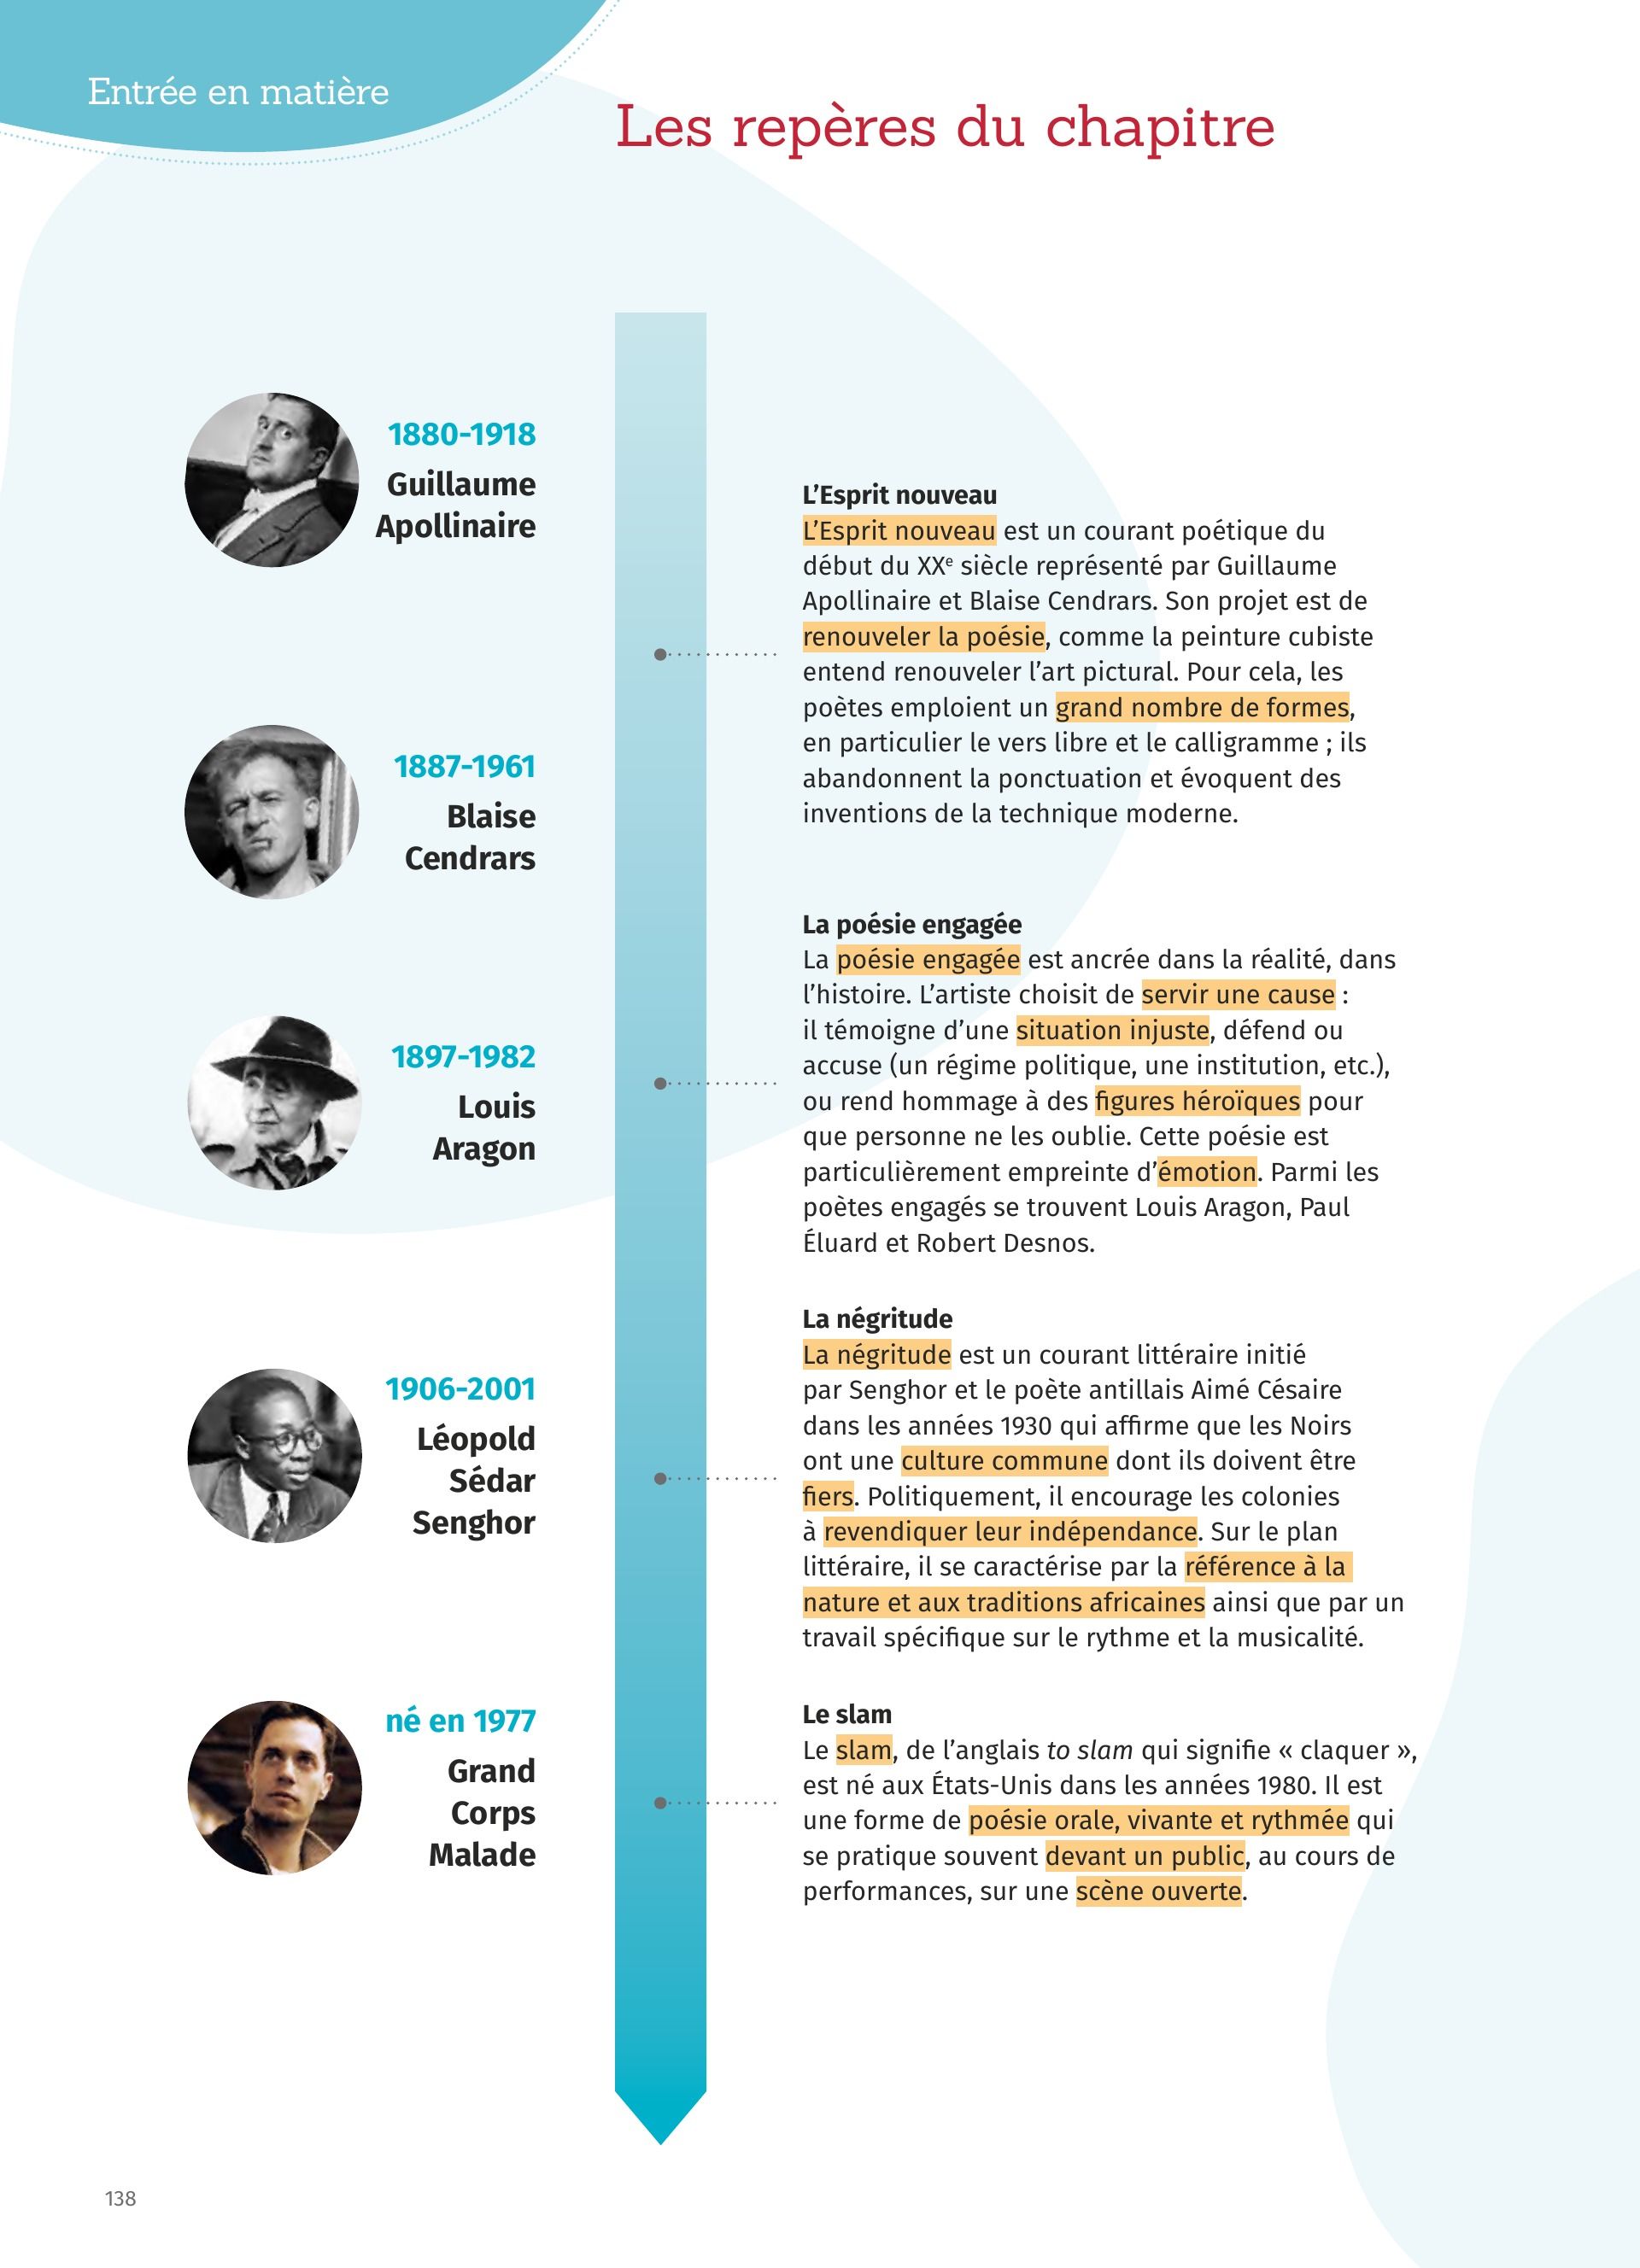 Entrée en matière
Les repères du chapitre
1880-1918
Guillaume
Apollinaire
1887-1961
Blaise
Cendrars
1897-1982
Louis
Aragon
1906-2001
Léopold
Sédar
Senghor
né en 1977
Grand
Corps
Malade
L’Esprit nouveau
L’Esprit nouveau est un courant poétique du
début du XXᵉ siècle représenté par Guillaume
Apollinaire et Blaise Cendrars. Son projet est de
renouveler la poésie, comme la peinture cubiste
entend renouveler l’art pictural. Pour cela, les
poètes emploient un grand nombre de formes,
en particulier le vers libre et le calligramme ; ils
abandonnent la ponctuation et évoquent des
inventions de la technique moderne.
La poésie engagée
La poésie engagée est ancrée dans la réalité, dans
l’histoire. L’artiste choisit de servir une cause :
il témoigne d’une situation injuste, défend ou
accuse (un régime politique, une institution, etc.),
ou rend hommage à des figures héroïques pour
que personne ne les oublie. Cette poésie est
particulièrement empreinte d’émotion. Parmi les
poètes engagés se trouvent Louis Aragon, Paul
Éluard et Robert Desnos.
La négritude
La négritude est un courant littéraire initié
par Senghor et le poète antillais Aimé Césaire
dans les années 1930 qui affirme que les Noirs
ont une culture commune dont ils doivent être
fiers. Politiquement, il encourage les colonies
à revendiquer leur indépendance. Sur le plan
littéraire, il se caractérise par la référence à la
nature et aux traditions africaines ainsi que par un
travail spécifique sur le rythme et la musicalité.
Le slam
Le slam, de l’anglais to slam qui signifie « claquer »,
est né aux États-Unis dans les années 1980. Il est
une forme de poésie orale, vivante et rythmée qui
se pratique souvent devant un public, au cours de
performances, sur une scène ouverte.
138